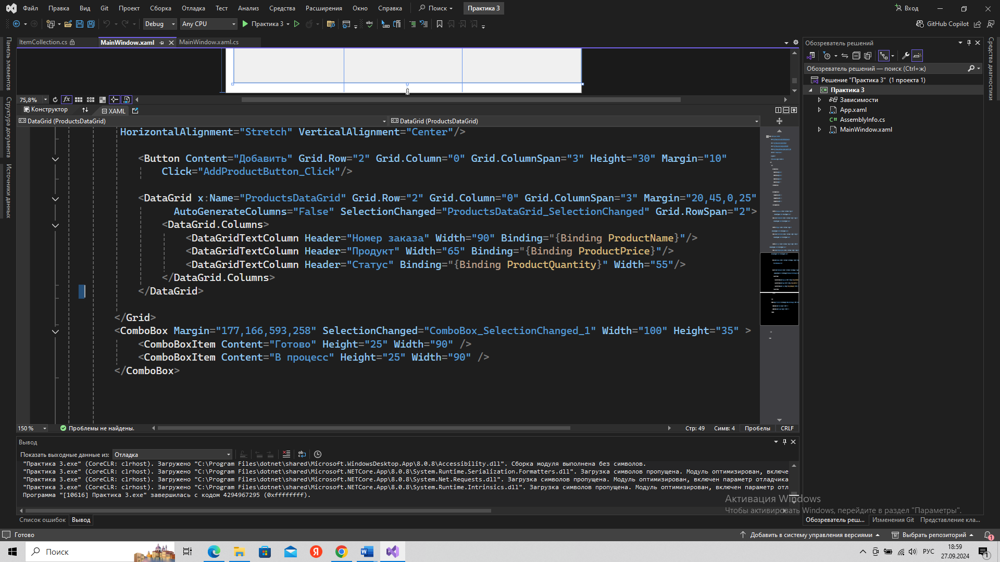 Файл Правка Вид Git Проект Сборка Отладка Тест Анализ Средства Расширения Окно Справка Поиск Практика 3 Вход
Debug Any CPU Практика 3 GitHub Copilot
ItemCollection.cs MainWindow.xaml MainWindow.xaml.cs
Панель элементов
Структура документа
Источники данных
75,8%
Конструктор XAML
DataGrid (ProductsDataGrid) DataGrid (ProductsDataGrid)
HorizontalAlignment="Stretch" VerticalAlignment="Center"/>
<Button Content="Добавить" Grid.Row="2" Grid.Column="0" Grid.ColumnSpan="3" Height="30" Margin="10"
Click="AddProductButton_Click"/>
<DataGrid x:Name="ProductsDataGrid" Grid.Row="2" Grid.Column="0" Grid.ColumnSpan="3" Margin="20,45,0,25"
AutoGenerateColumns="False" SelectionChanged="ProductsDataGrid_SelectionChanged" Grid.RowSpan="2">
<DataGrid.Columns>
<DataGridTextColumn Header="Номер заказа" Width="90" Binding="{Binding ProductName}"/>
<DataGridTextColumn Header="Продукт" Width="65" Binding="{Binding ProductPrice}"/>
<DataGridTextColumn Header="Статус" Binding="{Binding ProductQuantity}" Width="55"/>
</DataGrid.Columns>
</DataGrid>
</Grid>
<ComboBox Margin="177,166,593,258" SelectionChanged="ComboBox_SelectionChanged_1" Width="100" Height="35" >
<ComboBoxItem Content="Готово" Height="25" Width="90" />
<ComboBoxItem Content="В процесс" Height="25" Width="90" />
</ComboBox>
150 % Проблемы не найдены. Стр: 49 Симв: 4 Пробелы CRLF
Вывод
Показать выходные данные из: Отладка
"Практика 3.exe" (CoreCLR: clrhost). Загружено "C:\Program Files\dotnet\shared\Microsoft.WindowsDesktop.App\8.0.8\Accessibility.dll". Сборка модуля выполнена без символов.
"Практика 3.exe" (CoreCLR: clrhost). Загружено "C:\Program Files\dotnet\shared\Microsoft.NETCore.App\8.0.8\System.Runtime.Serialization.Formatters.dll". Загрузка символов пропущена. Модуль оптимизирован, включе
"Практика 3.exe" (CoreCLR: clrhost). Загружено "C:\Program Files\dotnet\shared\Microsoft.NETCore.App\8.0.8\System.Net.Requests.dll". Загрузка символов пропущена. Модуль оптимизирован, включен параметр отладчика
"Практика 3.exe" (CoreCLR: clrhost). Загружено "C:\Program Files\dotnet\shared\Microsoft.NETCore.App\8.0.8\System.Runtime.Intrinsics.dll". Загрузка символов пропущена. Модуль оптимизирован, включен параметр отл
Программа "[10616] Практика 3.exe" завершилась с кодом 4294967295 (0xffffffff).
Список ошибок Вывод
Обозреватель решений
Обозреватель решений — поиск (Ctrl+ж)
Решение "Практика 3" (1 проекта 1)
Практика 3
Зависимости
App.xaml
C# AssemblyInfo.cs
MainWindow.xaml
Средства диагностики
Активация Windows
Чтобы активировать Windows, перейдите в раздел "Параметры".
Обозреватель реш... Изменения Git Представление кла...
Готово Добавить в систему управления версиями Выбрать репозиторий 1
Поиск РУС 18:59
27.09.2024 1